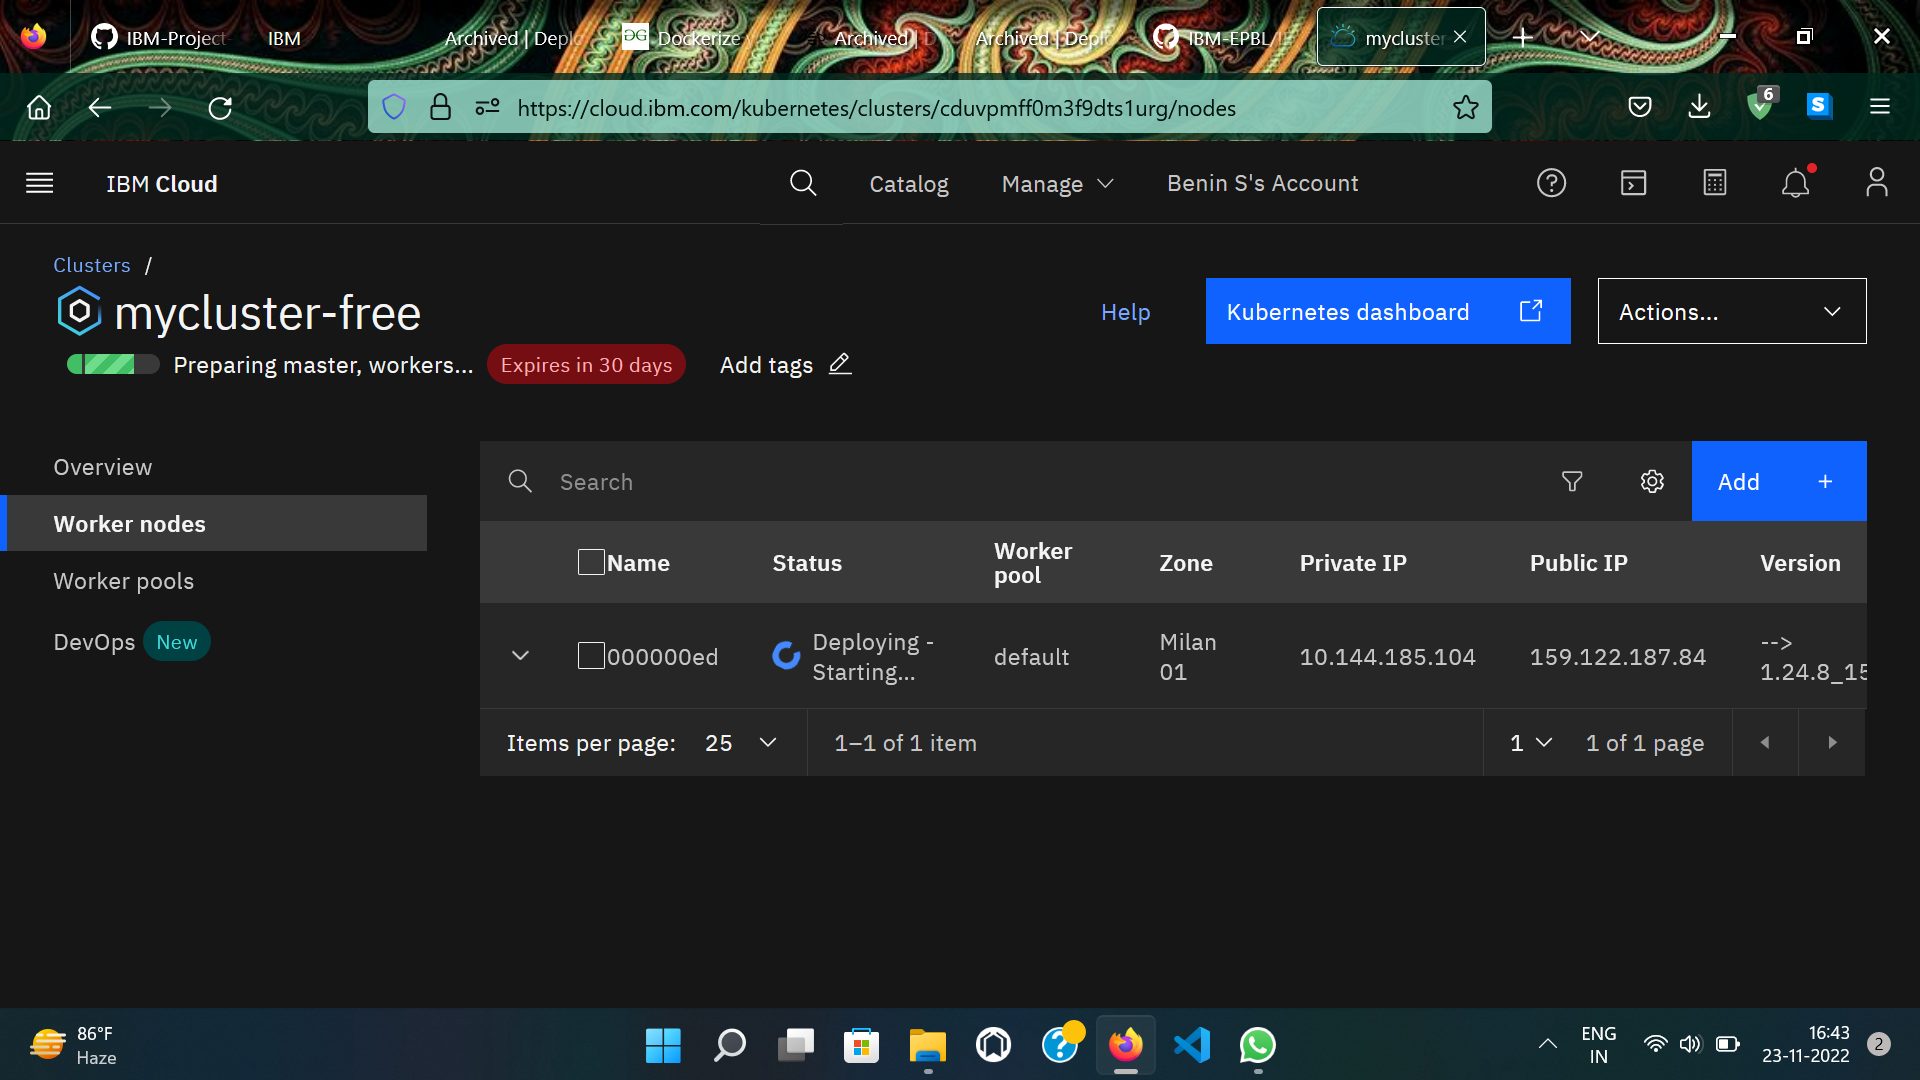 IBM-Project-
IBM
Archived | Deplo
Dockerize
Archived | D
Archived | Depl
IBM-EPBL/IB
mycluster
https://cloud.ibm.com/kubernetes/clusters/cduvpmff0m3f9dts1urg/nodes
6
S
IBM Cloud
Catalog
Manage
Benin S's Account
Clusters /
mycluster-free
Help
Kubernetes dashboard
Actions...
Preparing master, workers...
Expires in 30 days
Add tags
Overview
Worker nodes
Worker pools
DevOps New
Search
Add +
Name
Status
Worker pool
Zone
Private IP
Public IP
Version
000000ed
Deploying - Starting...
default
Milan 01
10.144.185.104
159.122.187.84
--> 1.24.8_15
Items per page: 25
1–1 of 1 item
1
1 of 1 page
86°F
Haze
ENG
IN
16:43
23-11-2022
2